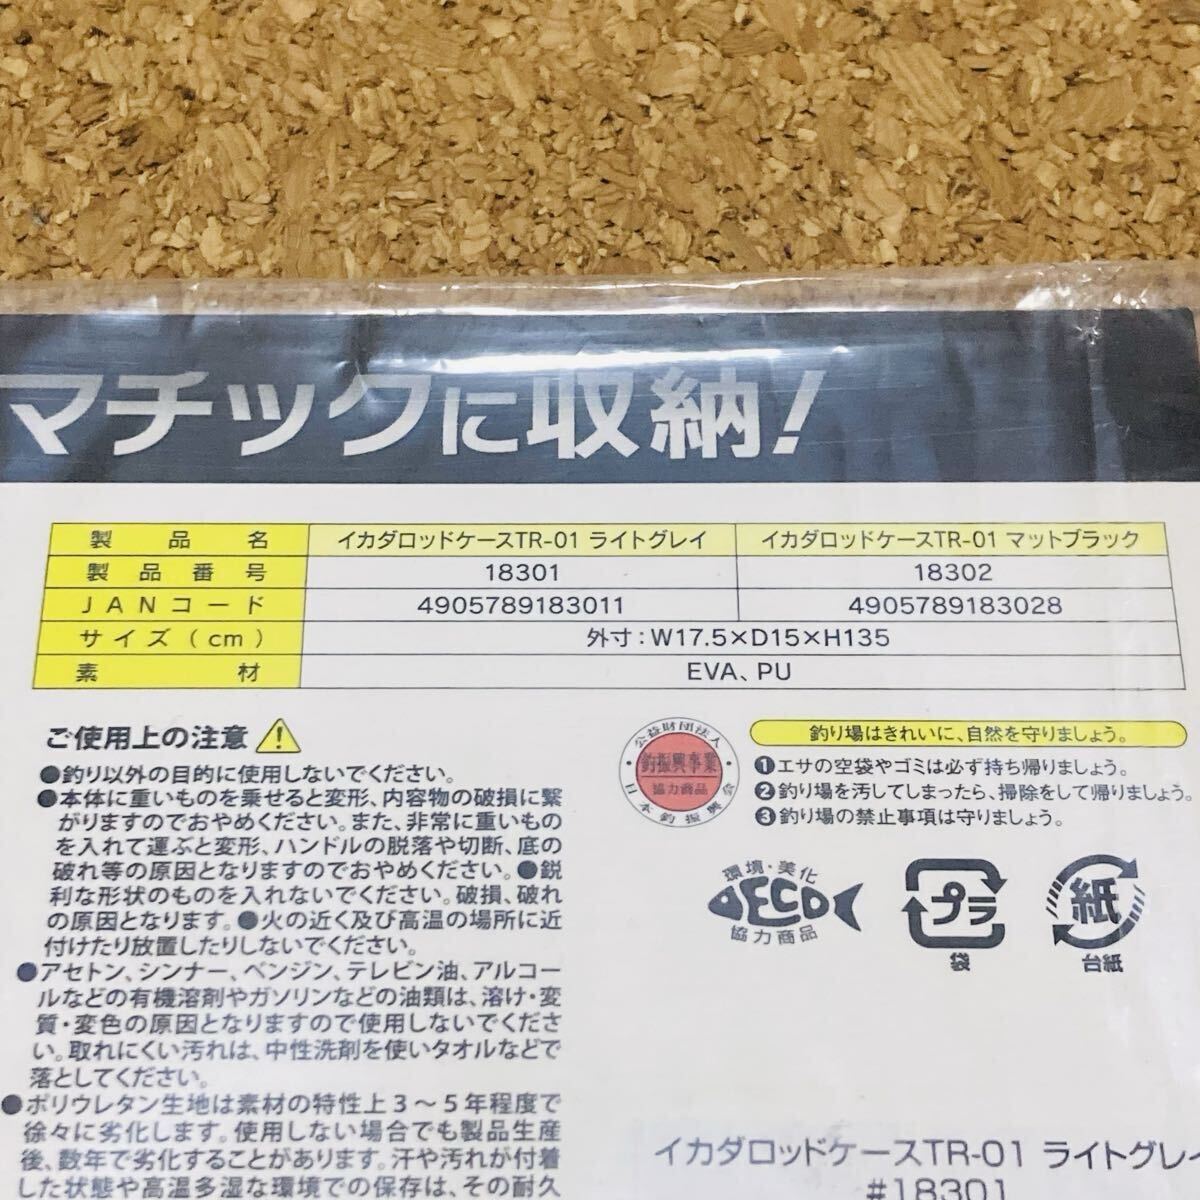 マチックに収納!
製品名 イカダロッドケースTR-01 ライトグレイ イカダロッドケースTR-01 マットブラック
製品番号 18301 18302
JANコード 4905789183011 4905789183028
サイズ(cm) 外寸:W17.5×D15×H135
素材 EVA、PU
ご使用上の注意
●釣り以外の目的に使用しないでください。
●本体に重いものを乗せると変形、内容物の破損に繋
がりますのでおやめください。また、非常に重いもの
を入れて運ぶと変形、ハンドルの脱落や切断、底の
破れ等の原因となりますのでおやめください。●鋭
利な形状のものを入れないでください。破損、破れ
の原因となります。●火の近く及び高温の場所に近
付けたり放置したりしないでください。
●アセトン、シンナー、ベンジン、テレビン油、アルコー
ルなどの有機溶剤やガソリンなどの油類は、溶け・変
質・変色の原因となりますので使用しないでくださ
い。取れにくい汚れは、中性洗剤を使いタオルなどで
落としてください。
●ポリウレタン生地は素材の特性上3〜5年程度で
徐々に劣化します。使用しない場合でも製品生産
後、数年で劣化することがあります。汗や汚れが付着
した状態や高温多湿な環境での保存は、その耐久
公益財団法人
釣振興事業
協力商品
日本釣振興会
釣り場はきれいに、自然を守りましょう。
❶エサの空袋やゴミは必ず持ち帰りましょう。
❷釣り場を汚してしまったら、掃除をして帰りましょう。
❸釣り場の禁止事項は守りましょう。
環境・美化
ECO
協力商品
プラ
袋
紙
台紙
イカダロッドケースTR-01 ライトグレイ
#18301